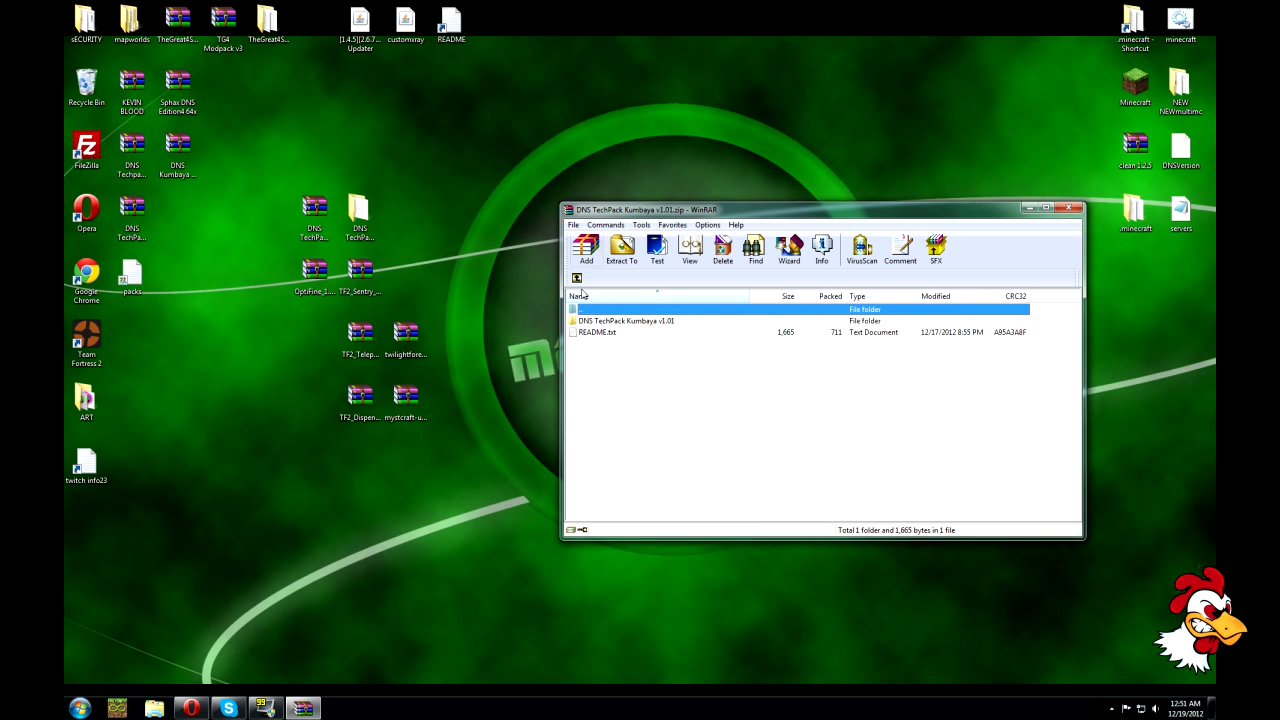 sECURITY
mapworlds
TheGreat4S...
TG4 Modpack v3
TheGreat4S...
[1.4.5][2.6.7... Updater
customxray
README
.minecraft - Shortcut
minecraft
Recycle Bin
KEVIN BLOOD
Sphax DNS Edition4 64x
Minecraft
NEW NEWmultimc
FileZilla
DNS Techpa...
DNS Kumbaya ...
clean 1.2.5
DNSVersion
Opera
DNS TechPa...
DNS TechPa...
DNS TechPa...
.minecraft
servers
Google Chrome
packs
OptiFine_1....
TF2_Sentry_...
Team Fortress 2
TF2_Telep...
twilightfore...
ART
TF2_Dispen...
mystcraft-u...
twitch info23
DNS TechPack Kumbaya v1.01.zip - WinRAR
File Commands Tools Favorites Options Help
Add Extract To Test View Delete Find Wizard Info VirusScan Comment SFX
Name Size Packed Type Modified CRC32
.. File folder
DNS TechPack Kumbaya v1.01 File folder
README.txt 1,665 711 Text Document 12/17/2012 8:55 PM A95A3A8F
Total 1 folder and 1,665 bytes in 1 file
99
12:51 AM
12/19/2012